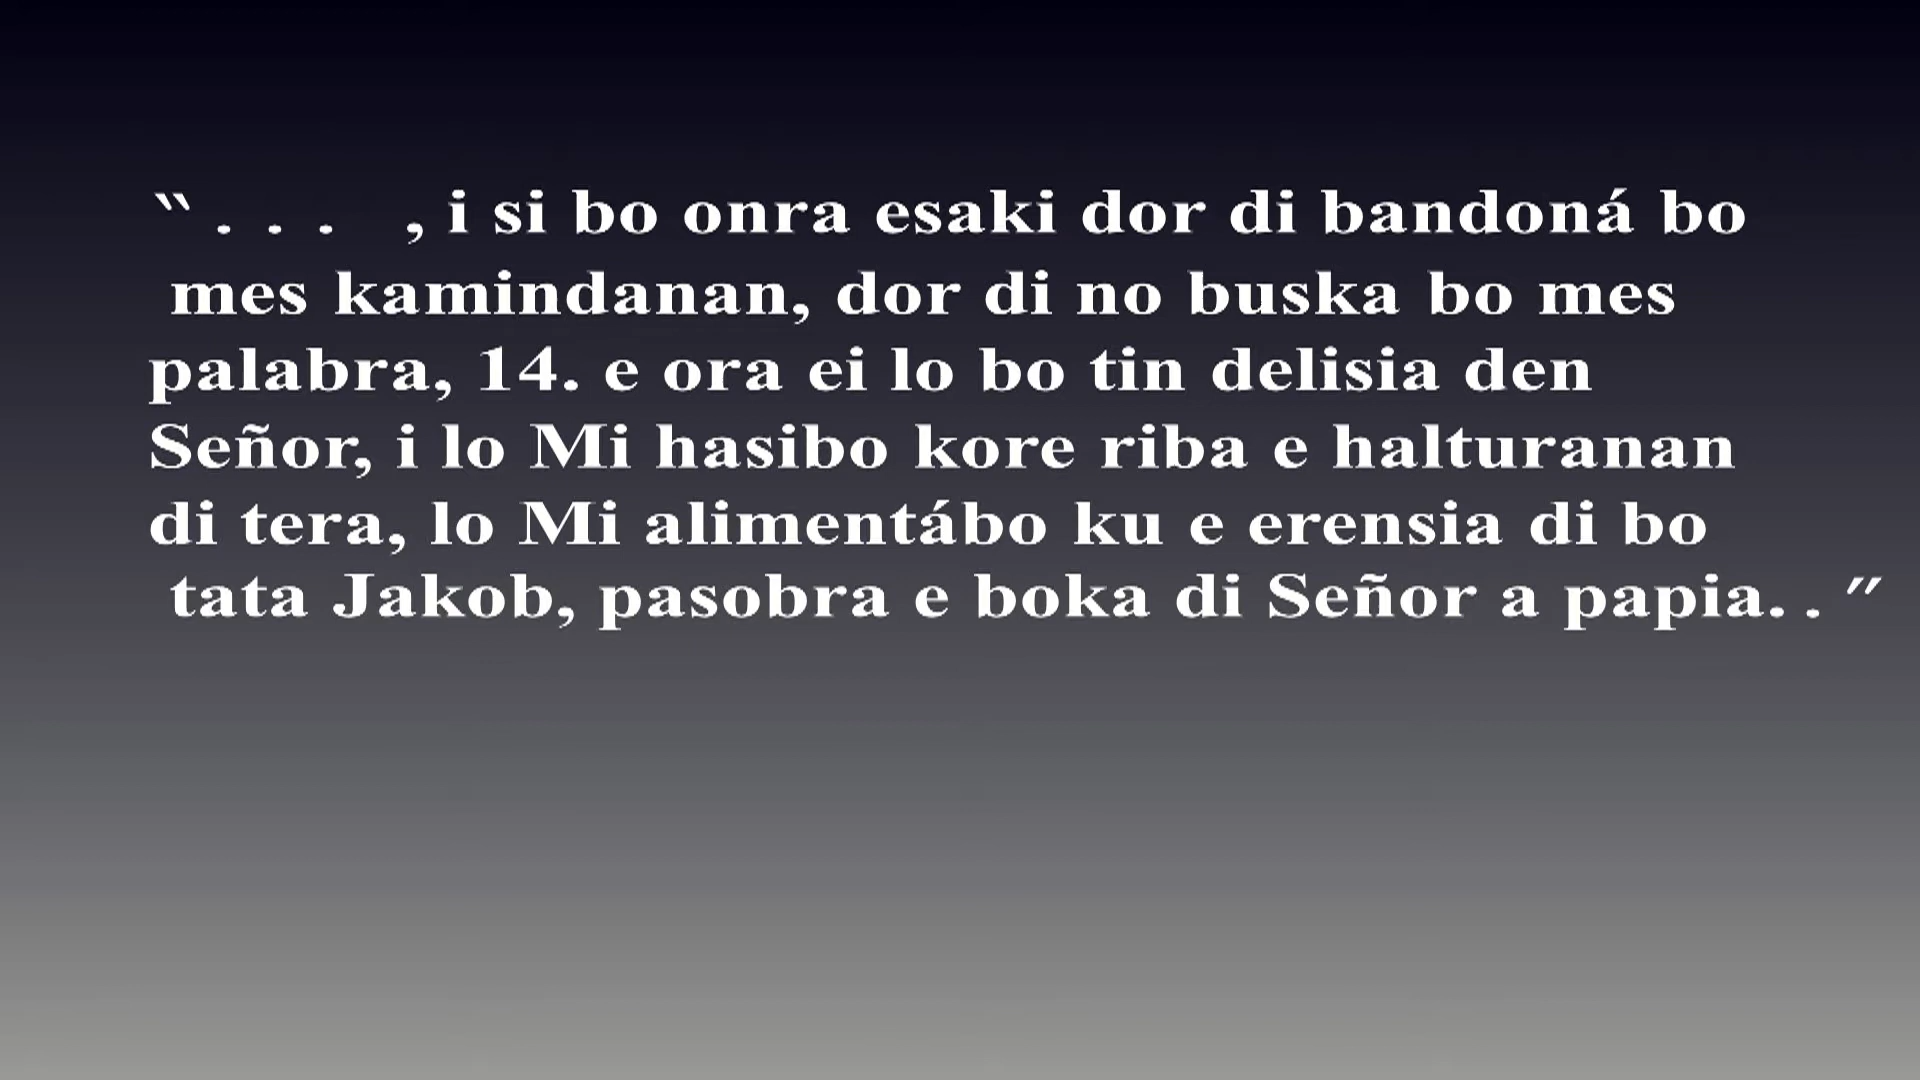 ‶ . . . , i si bo onra esaki dor di bandoná bo
mes kamindanan, dor di no buska bo mes
palabra, 14. e ora ei lo bo tin delisia den
Señor, i lo Mi hasibo kore riba e halturanan
di tera, lo Mi alimentábo ku e erensia di bo
tata Jakob, pasobra e boka di Señor a papia. . ″